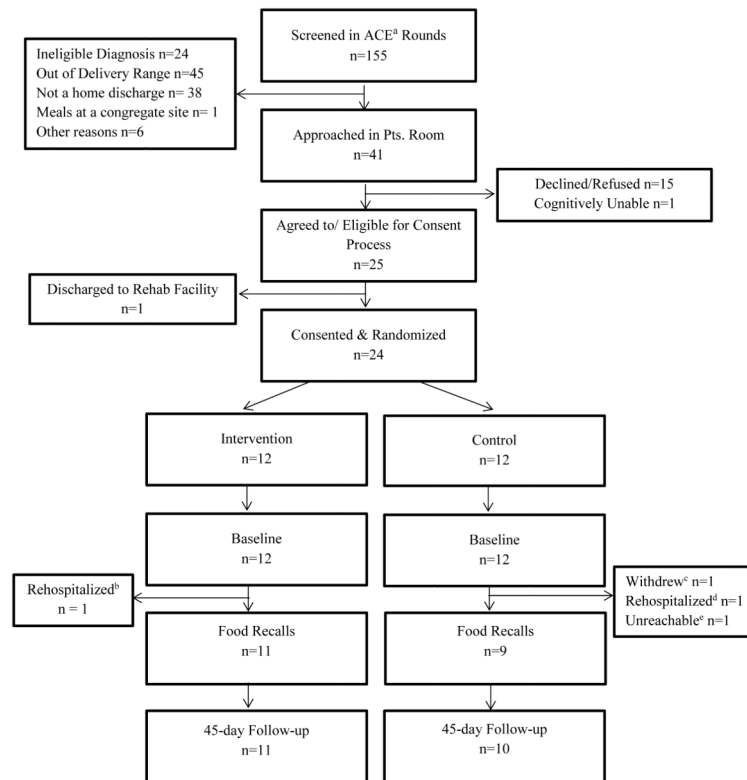 Screened in ACEᵃ Rounds
n=155
Ineligible Diagnosis n=24
Out of Delivery Range n=45
Not a home discharge n= 38
Meals at a congregate site n= 1
Other reasons n=6
Approached in Pts. Room
n=41
Declined/Refused n=15
Cognitively Unable n=1
Agreed to/ Eligible for Consent
Process
n=25
Discharged to Rehab Facility
n=1
Consented & Randomized
n=24
Intervention
n=12
Control
n=12
Baseline
n=12
Baseline
n=12
Rehospitalizedᵇ
n = 1
Withdrewᶜ n=1
Rehospitalizedᵈ n=1
Unreachableᵉ n=1
Food Recalls
n=11
Food Recalls
n=9
45-day Follow-up
n=11
45-day Follow-up
n=10